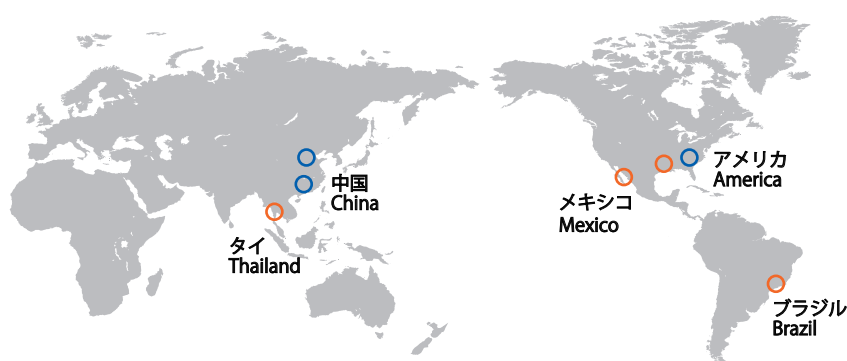 中国
China
タイ
Thailand
アメリカ
America
メキシコ
Mexico
ブラジル
Brazil